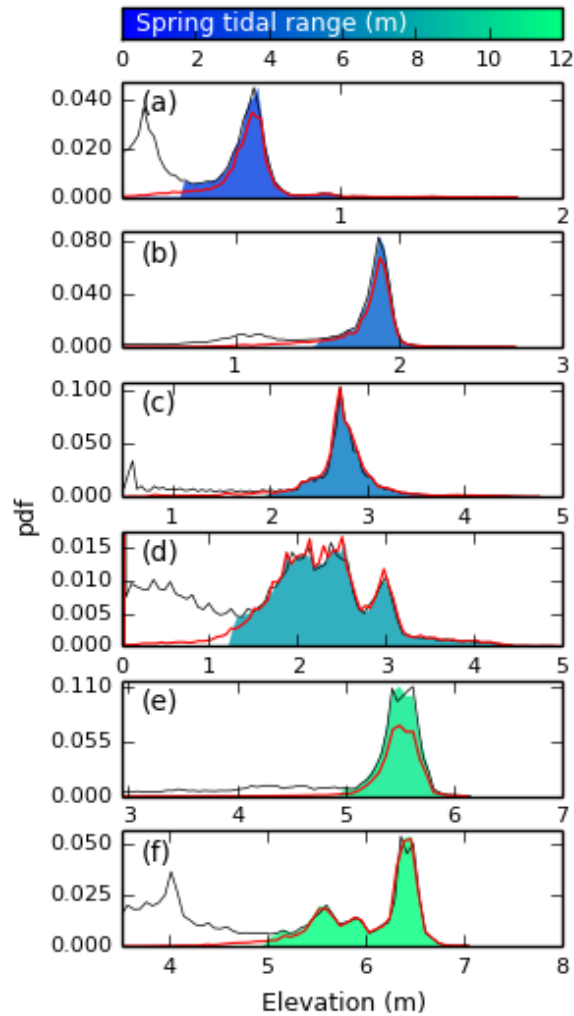 Spring tidal range (m)
0 2 4 6 8 10 12
(a)
0.040
0.020
0.000
1 2
(b)
0.080
0.040
0.000
1 2 3
(c)
0.100
0.050
0.000
1 2 3 4 5
pdf
(d)
0.015
0.010
0.005
0.000
0 1 2 3 4 5
(e)
0.110
0.055
0.000
3 4 5 6 7
(f)
0.050
0.025
0.000
4 5 6 7 8
Elevation (m)